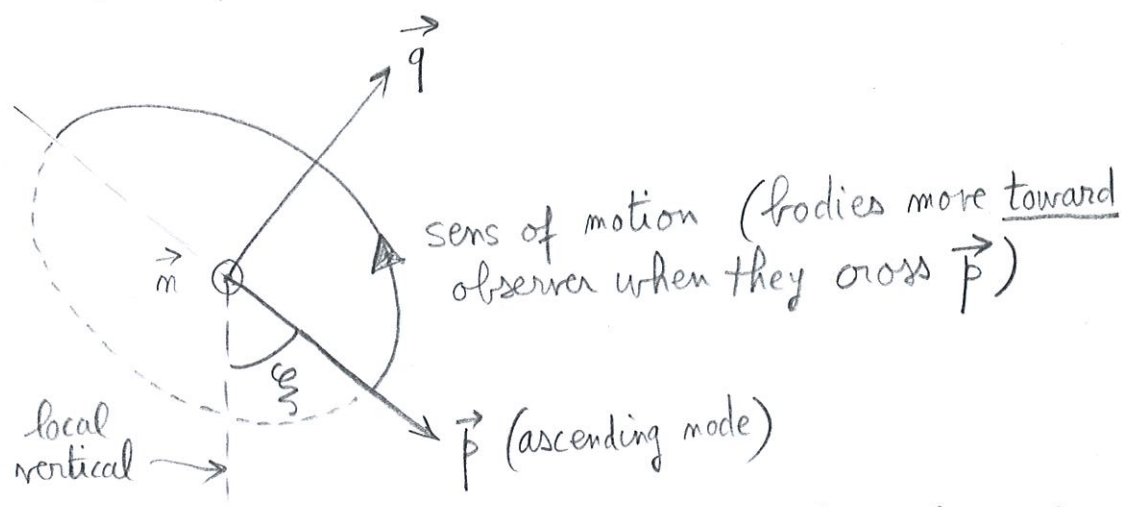 q
sens of motion (bodies move toward
observer when they cross p)
n
ξ
local
vertical
p (ascending node)